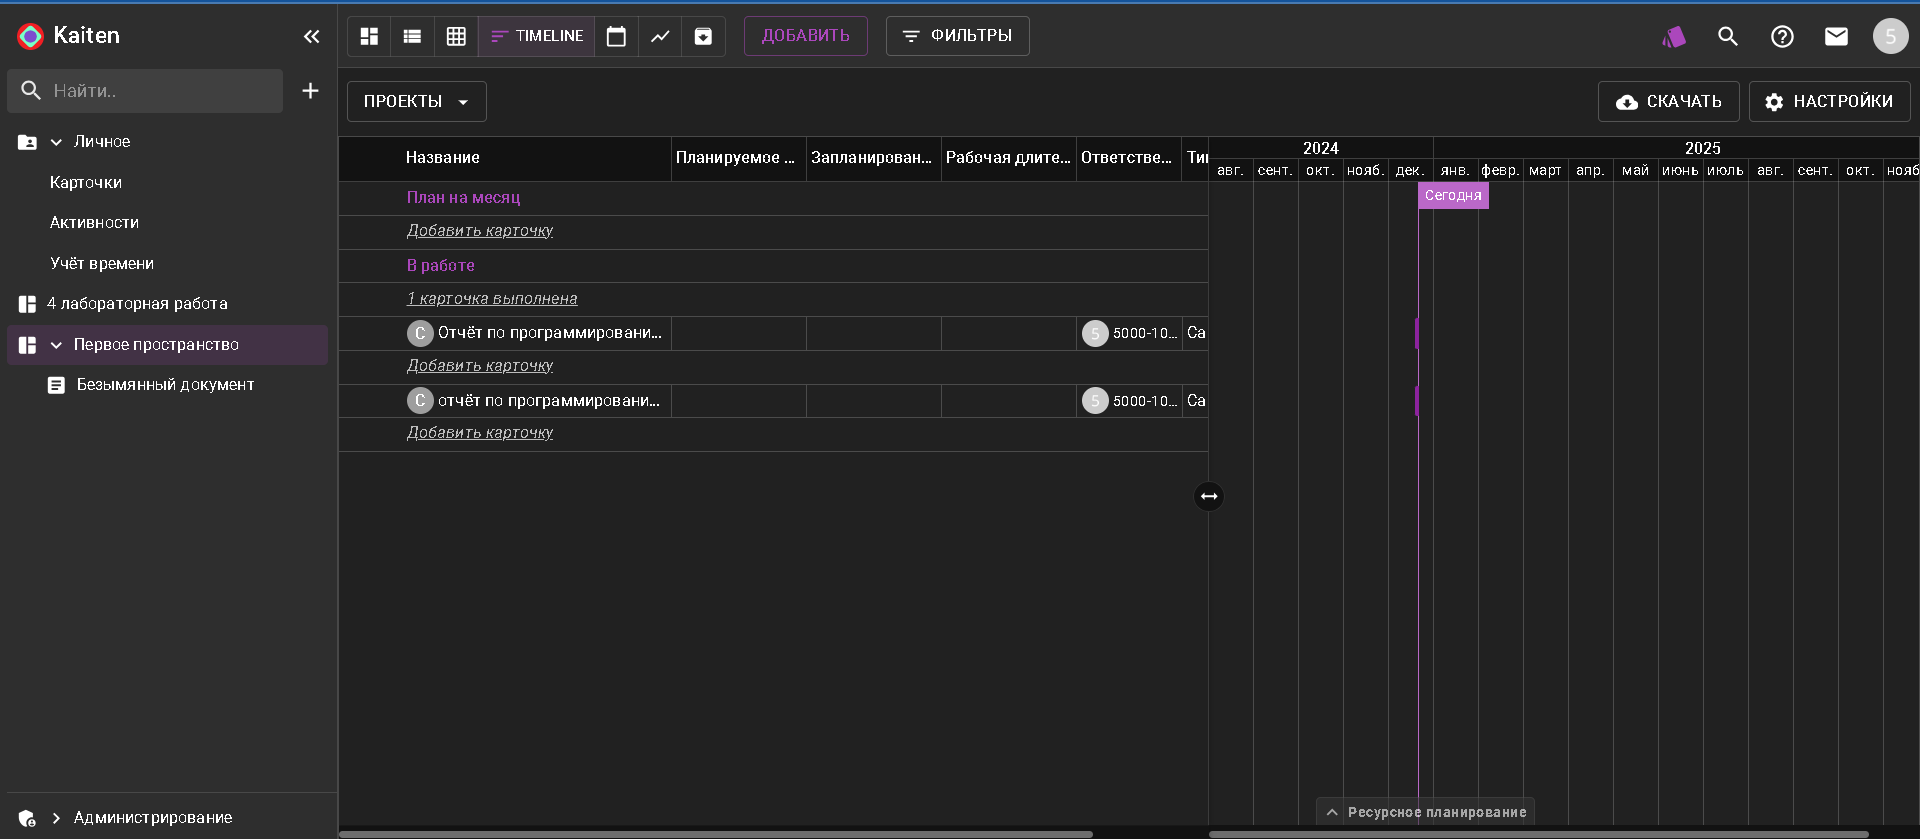 Kaiten
TIMELINE
ДОБАВИТЬ
ФИЛЬТРЫ
5
Найти..
ПРОЕКТЫ
СКАЧАТЬ
НАСТРОЙКИ
Личное
Карточки
Активности
Учёт времени
4 лабораторная работа
Первое пространство
Безымянный документ
Администрирование
Название
Планируемое ...
Запланирован...
Рабочая длите...
Ответстве...
Ти
2024
2025
авг. сент. окт. нояб. дек. янв. февр. март апр. май июнь июль авг. сент. окт. нояб
Сегодня
План на месяц
Добавить карточку
В работе
1 карточка выполнена
С Отчёт по программировани... 5 5000-10... Са
Добавить карточку
С отчёт по программировани... 5 5000-10... Са
Добавить карточку
Ресурсное планирование